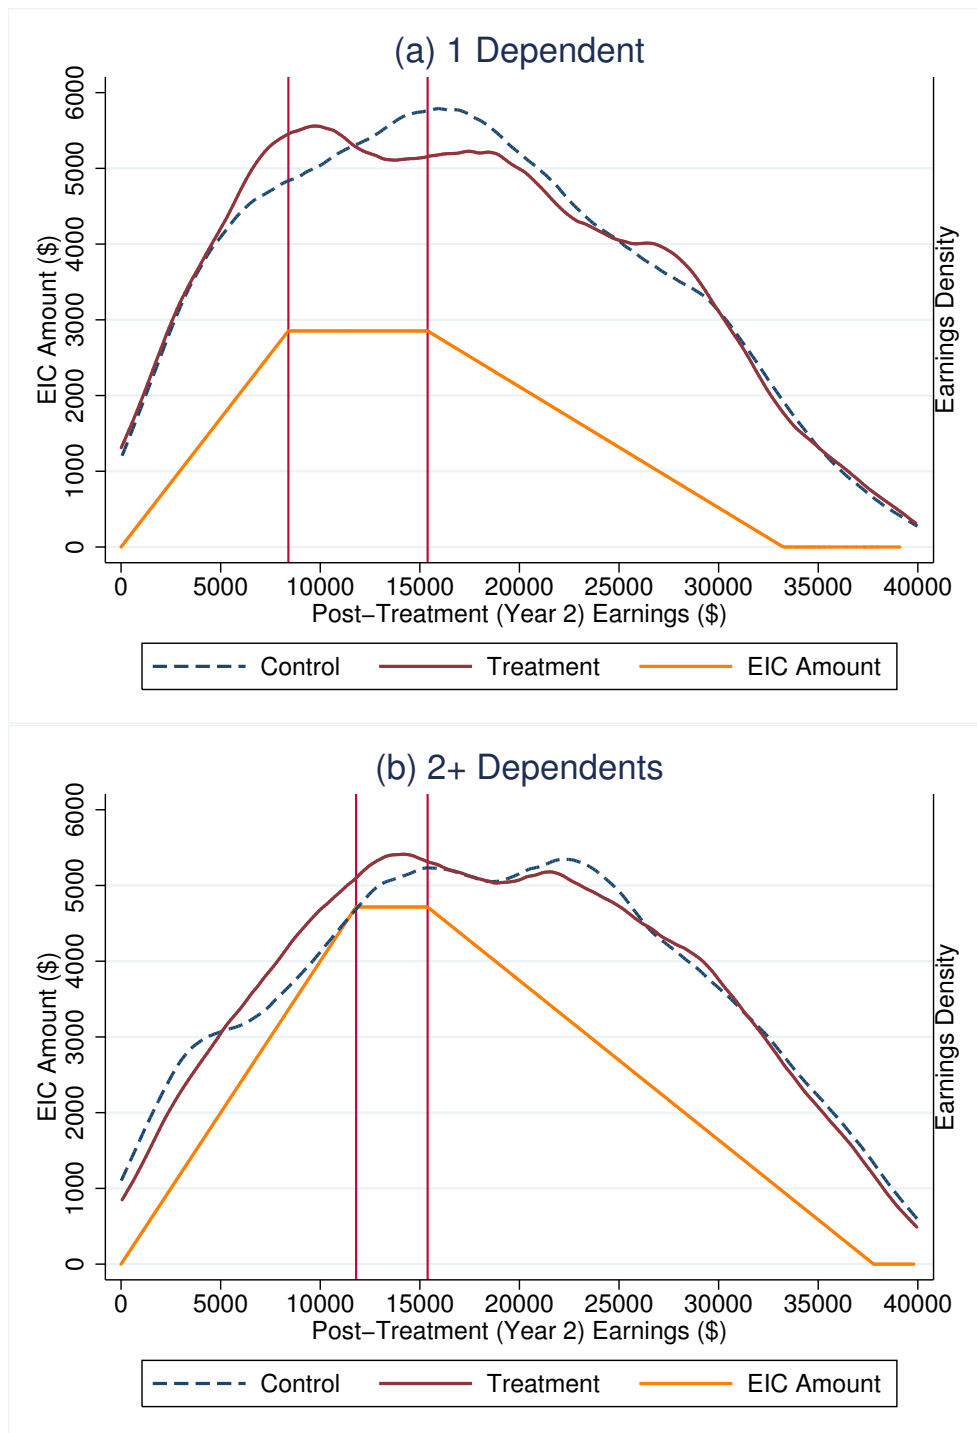 (a) 1 Dependent
6000
5000
4000
3000
2000
1000
0
EIC Amount ($)
Earnings Density
0 5000 10000 15000 20000 25000 30000 35000 40000
Post−Treatment (Year 2) Earnings ($)
Control Treatment EIC Amount
(b) 2+ Dependents
6000
5000
4000
3000
2000
1000
0
EIC Amount ($)
Earnings Density
0 5000 10000 15000 20000 25000 30000 35000 40000
Post−Treatment (Year 2) Earnings ($)
Control Treatment EIC Amount